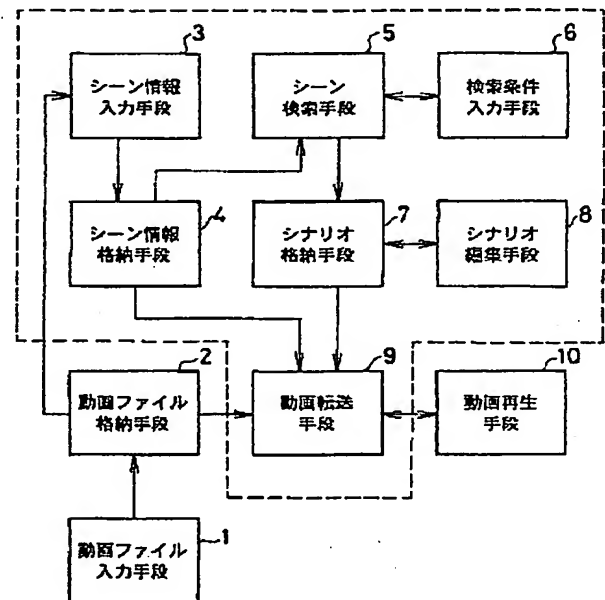 3
シーン情報
入力手段
5
シーン
検索手段
6
検索条件
入力手段
4
シーン情報
格納手段
7
シナリオ
格納手段
8
シナリオ
編集手段
2
動画ファイル
格納手段
9
動画転送
手段
10
動画再生
手段
1
動画ファイル
入力手段